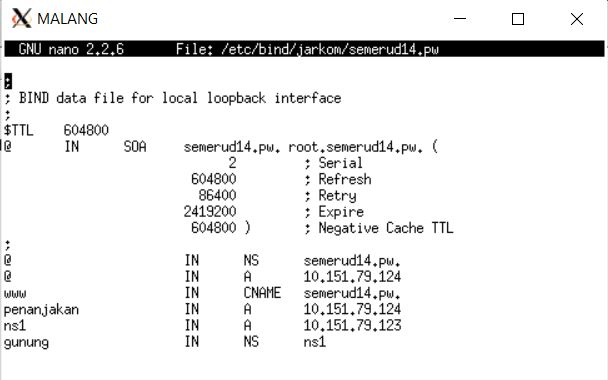 MALANG
GNU nano 2.2.6 File: /etc/bind/jarkom/semerud14.pw
;
; BIND data file for local loopback interface
;
$TTL 604800
@ IN SOA semerud14.pw. root.semerud14.pw. (
2 ; Serial
604800 ; Refresh
86400 ; Retry
2419200 ; Expire
604800 ) ; Negative Cache TTL
;
@ IN NS semerud14.pw.
@ IN A 10.151.79.124
www IN CNAME semerud14.pw.
penanjakan IN A 10.151.79.124
ns1 IN A 10.151.79.123
gunung IN NS ns1